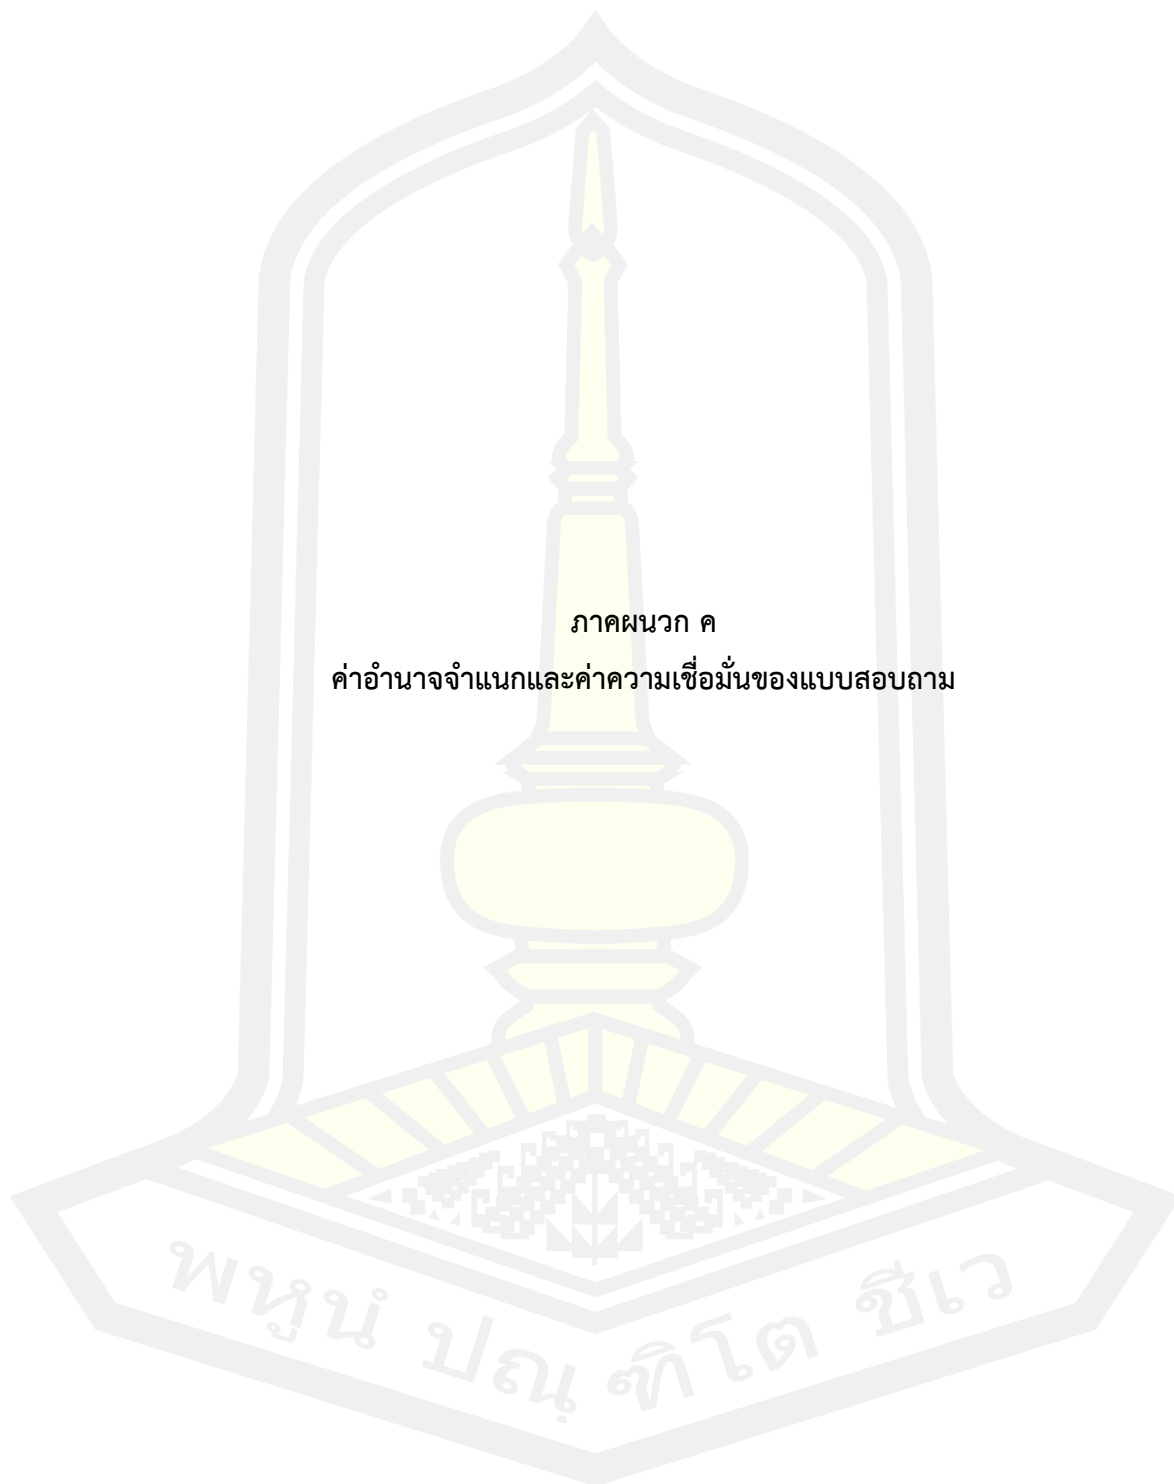 ภาคผนวก ค
ค่าอำนาจจำแนกและค่าความเชื่อมั่นของแบบสอบถาม
พหูนํ ปณฺฑิโต ชีเว